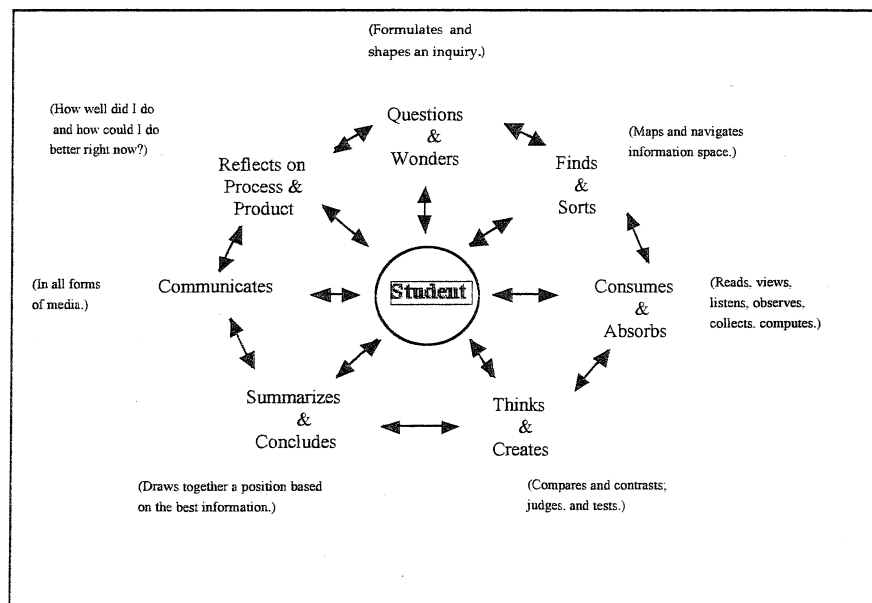 (Formulates and
shapes an inquiry.)
(How well did I do
and how could I do
better right now?)
Questions
&
Wonders
(Maps and navigates
information space.)
Reflects on
Process &
Product
Finds
&
Sorts
(In all forms
of media.)
Communicates
Student
Consumes
&
Absorbs
(Reads, views,
listens, observes,
collects, computes.)
Summarizes
&
Concludes
Thinks
&
Creates
(Draws together a position based
on the best information.)
(Compares and contrasts;
judges, and tests.)